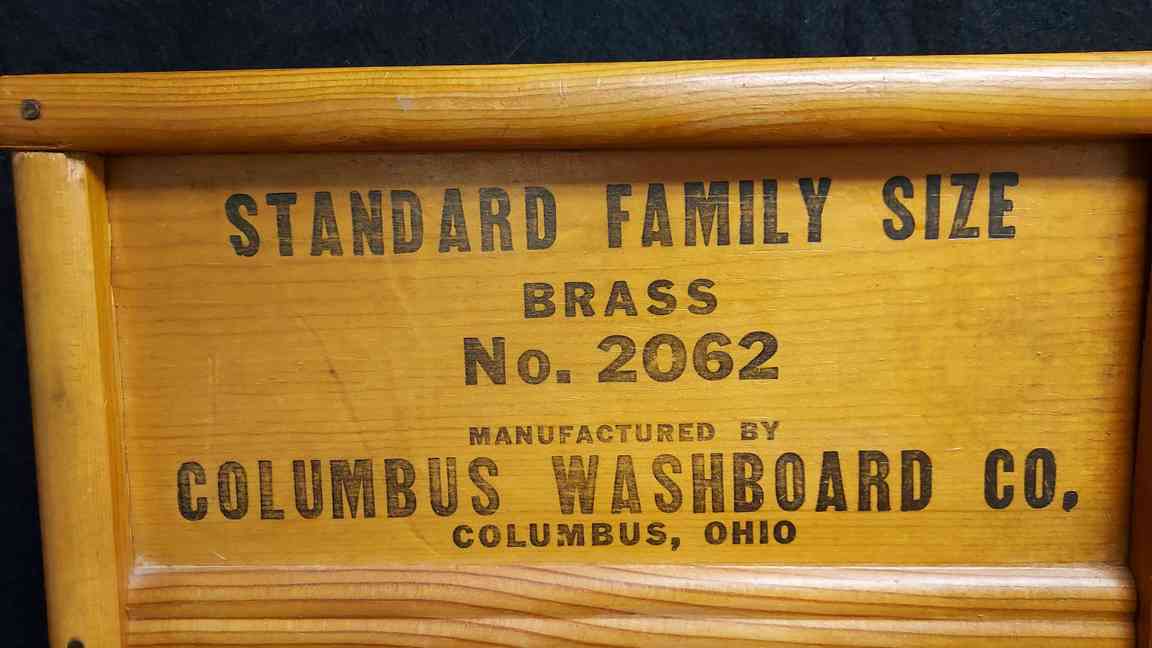 STANDARD FAMILY SIZE
BRASS
No. 2062
MANUFACTURED BY
COLUMBUS WASHBOARD CO,
COLUMBUS, OHIO